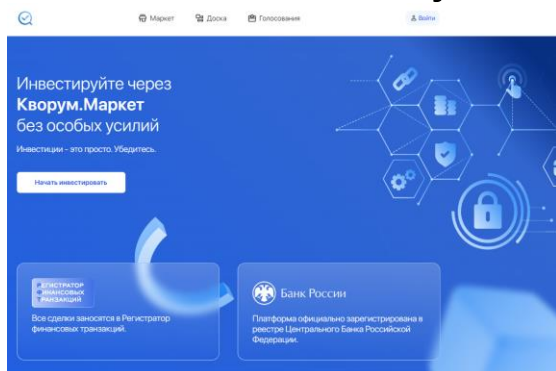 Маркет Доска Голосования Войти
Инвестируйте через
Кворум.Маркет
без особых усилий
Инвестиции - это просто. Убедитесь.
Начать инвестировать
РЕГИСТРАТОР
ФИНАНСОВЫХ
ТРАНЗАКЦИЙ
Банк России
Все сделки заносятся в Регистратор
финансовых транзакций.
Платформа официально зарегистрирована в
реестре Центрального Банка Российской
Федерации.